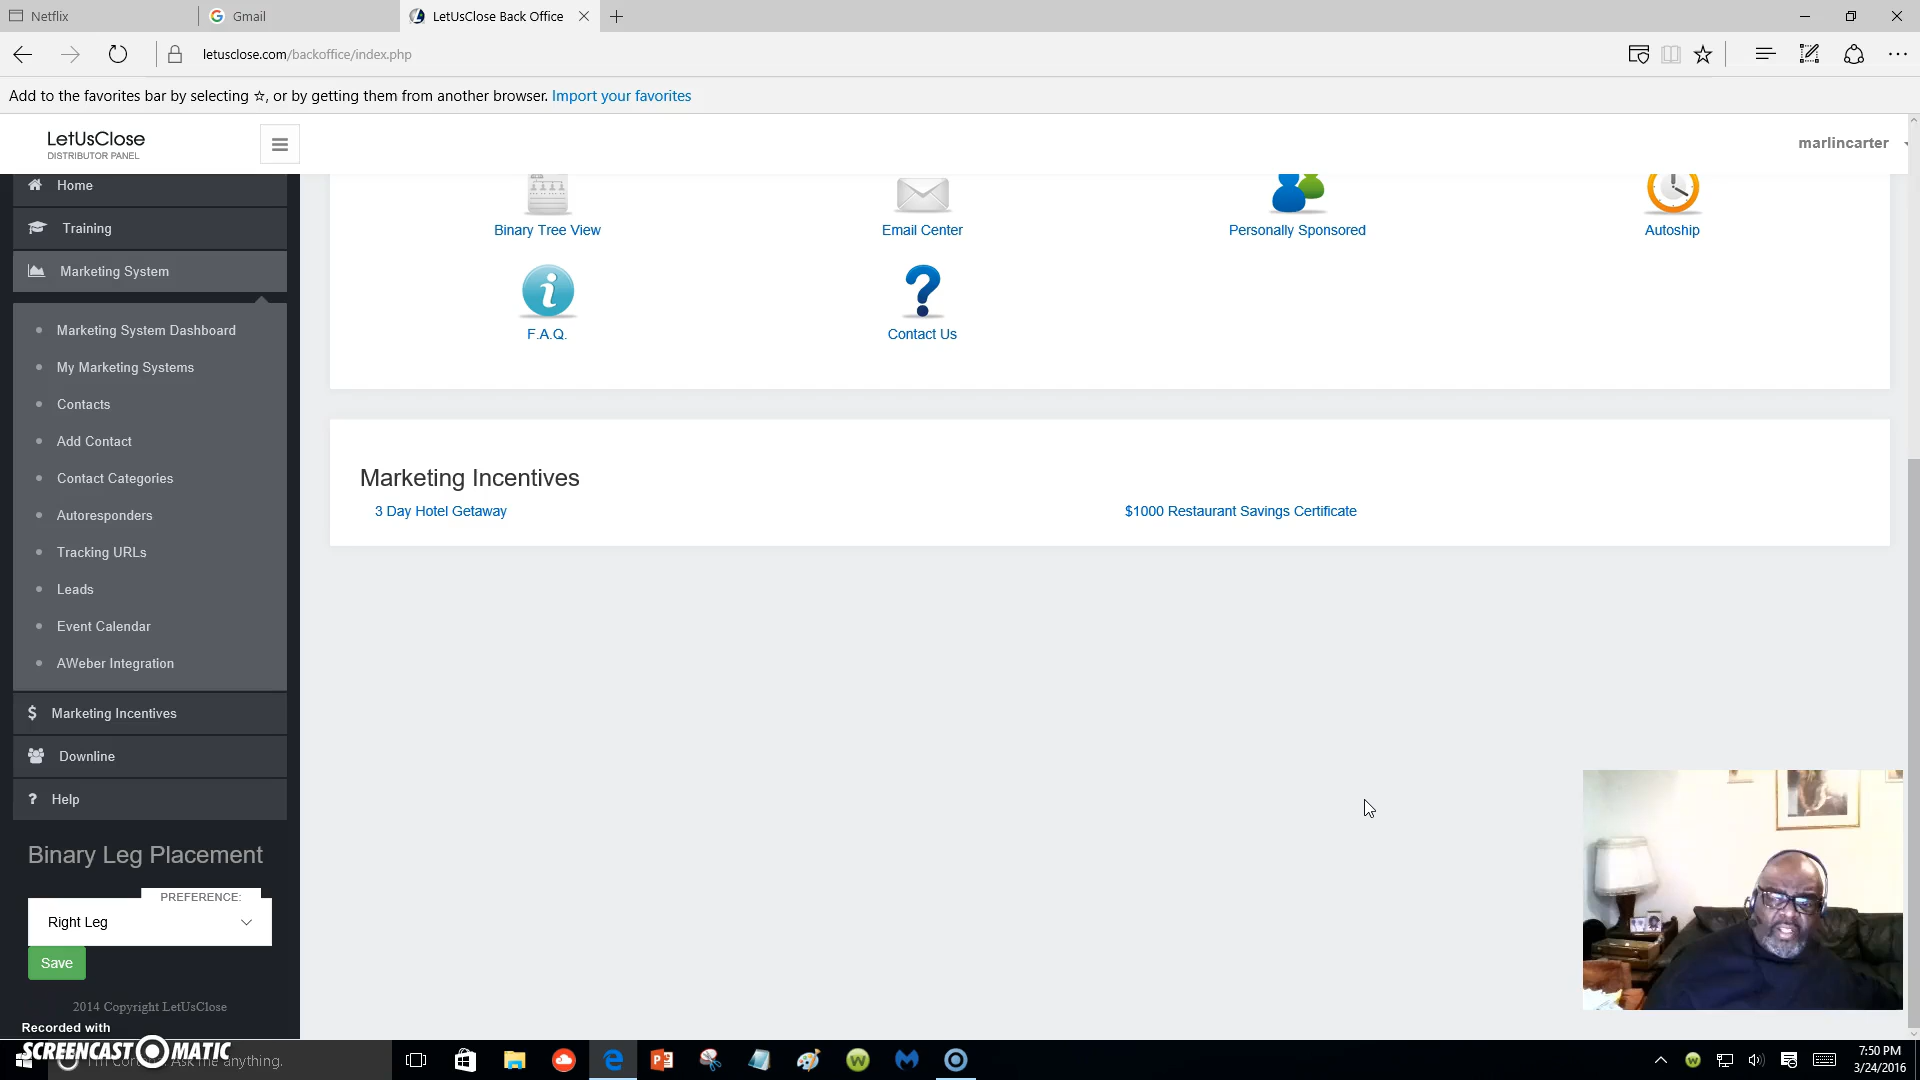 Netflix
Gmail
LetUsClose Back Office
letusclose.com/backoffice/index.php
Add to the favorites bar by selecting ☆, or by getting them from another browser. Import your favorites
LetUsClose
DISTRIBUTOR PANEL
marlincarter
Home
Training
Marketing System
Marketing System Dashboard
My Marketing Systems
Contacts
Add Contact
Contact Categories
Autoresponders
Tracking URLs
Leads
Event Calendar
AWeber Integration
Marketing Incentives
Downline
Help
Binary Leg Placement
PREFERENCE:
Right Leg
Save
2014 Copyright LetUsClose
Binary Tree View
Email Center
Personally Sponsored
Autoship
F.A.Q.
Contact Us
Marketing Incentives
3 Day Hotel Getaway
$1000 Restaurant Savings Certificate
Recorded with
SCREENCAST MATIC
Ask me anything.
7:50 PM
3/24/2016